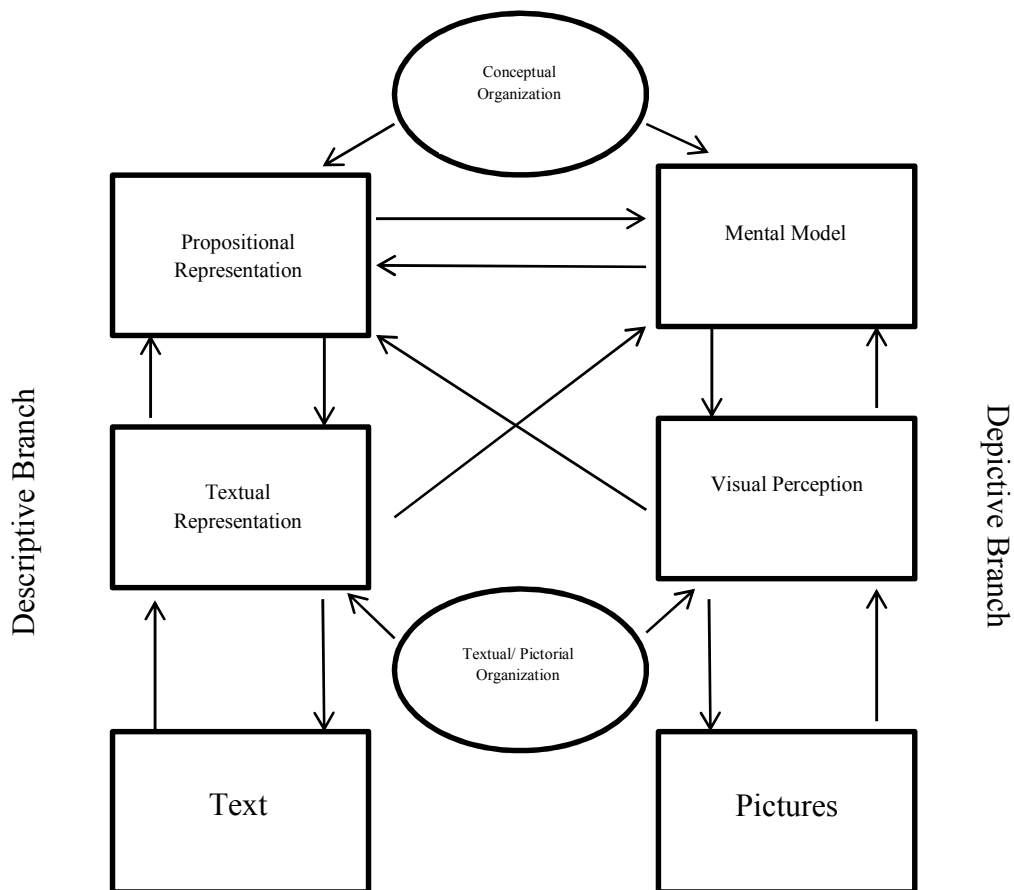 Conceptual
Organization
Propositional
Representation
Mental Model
Descriptive Branch
Textual
Representation
Visual Perception
Depictive Branch
Textual/ Pictorial
Organization
Text
Pictures